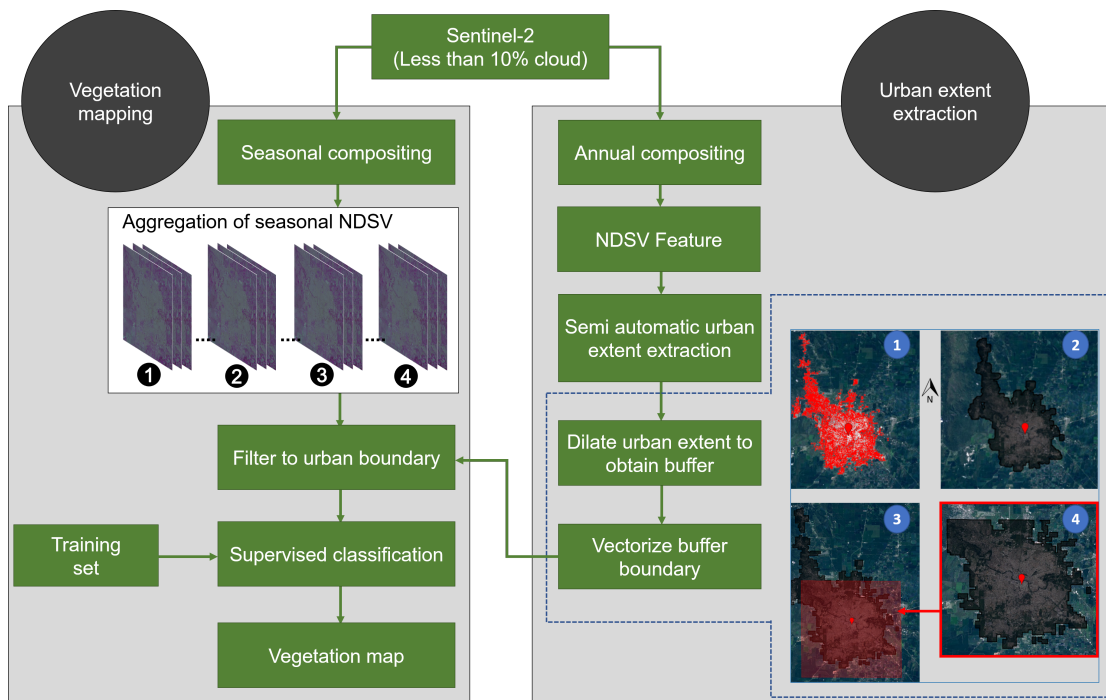 Sentinel-2
(Less than 10% cloud)
Vegetation
mapping
Urban extent
extraction
Seasonal compositing
Annual compositing
Aggregation of seasonal NDSV
1
2
3
4
NDSV Feature
Semi automatic urban
extent extraction
Filter to urban boundary
Dilate urban extent to
obtain buffer
Training
set
Supervised classification
Vectorize buffer
boundary
Vegetation map
1
2
N
3
4